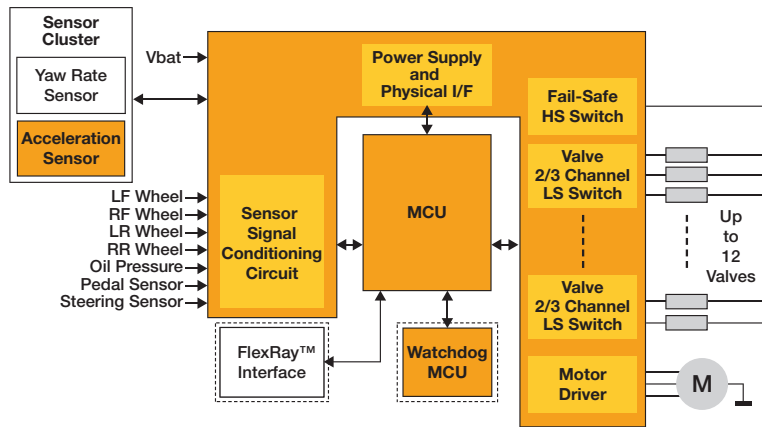 Sensor
Cluster
Yaw Rate
Sensor
Acceleration
Sensor
Vbat
Power Supply
and
Physical I/F
Fail-Safe
HS Switch
Valve
2/3 Channel
LS Switch
LF Wheel
RF Wheel
LR Wheel
RR Wheel
Oil Pressure
Pedal Sensor
Steering Sensor
Sensor
Signal
Conditioning
Circuit
MCU
Up
to
12
Valves
Valve
2/3 Channel
LS Switch
FlexRay™
Interface
Watchdog
MCU
Motor
Driver
M